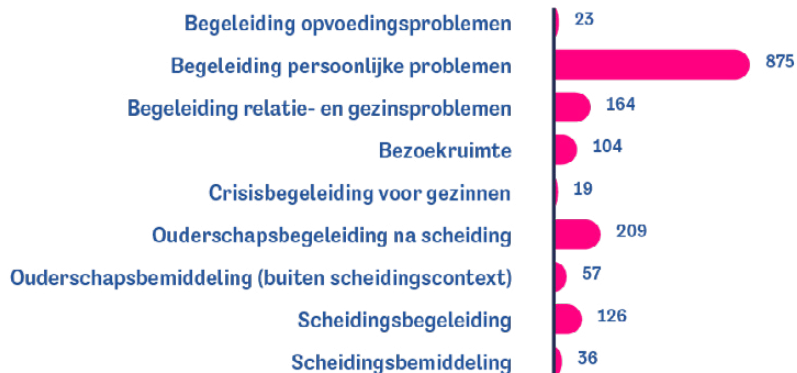 Begeleiding opvoedingsproblemen 23
Begeleiding persoonlijke problemen 875
Begeleiding relatie- en gezinsproblemen 164
Bezoekruimte 104
Crisisbegeleiding voor gezinnen 19
Ouderschapsbegeleiding na scheiding 209
Ouderschapsbemiddeling (buiten scheidingscontext) 57
Scheidingsbegeleiding 126
Scheidingsbemiddeling 36